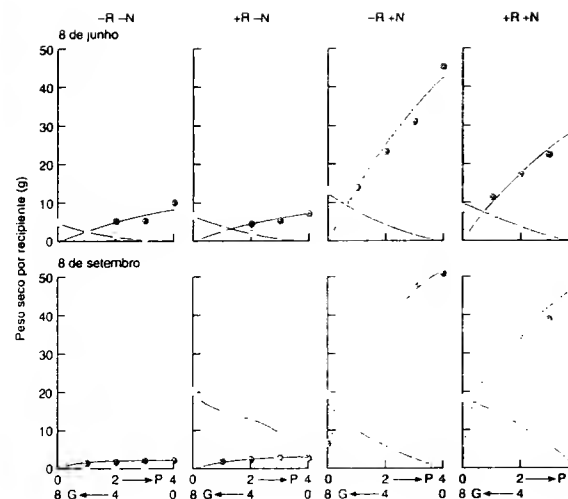 –R –N +R –N –R +N +R +N
8 de junho
50
40
30
20
10
0
8 de setembro
50
40
30
20
10
0
Peso seco por recipiente (g)
0 2 → P 4 0 2 → P 4 0 2 → P 4 0 2 → P
8 G ← 4 0 8 G ← 4 0 8 G ← 4 0 8 G ← 4 0